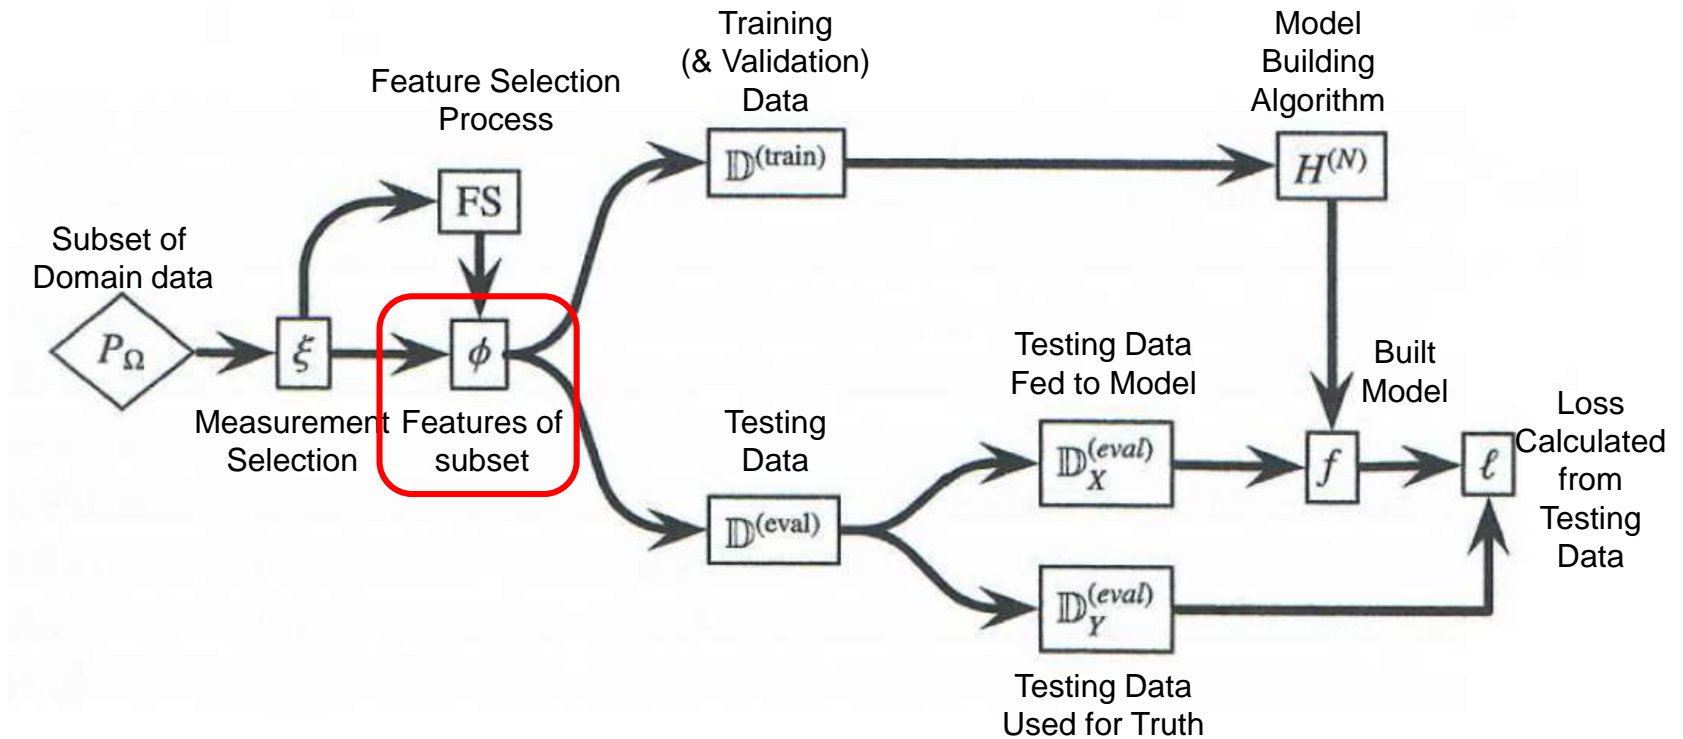 Training
(& Validation)
Data
Model
Building
Algorithm
Feature Selection
Process
𝔻(train)
H(N)
FS
Subset of
Domain data
PΩ
ξ
ϕ
Measurement
Selection
Features of
subset
Testing
Data
𝔻(eval)
Testing Data
Fed to Model
𝔻X(eval)
Built
Model
f
ℓ
Loss
Calculated
from
Testing
Data
𝔻Y(eval)
Testing Data
Used for Truth